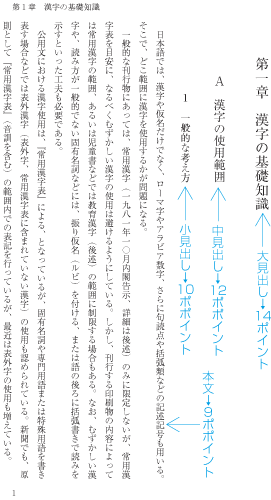 第1章　漢字の基礎知識
第一章　漢字の基礎知識
大見出し→14ポイント
A　漢字の使用範囲
中見出し→12ポイント
1　一般的な考え方
小見出し→10ポイント
本文→9ポイント
日本語では、漢字や仮名だけでなく、ローマ字やアラビア数字、さらに句読点や括弧類などの記述記号も用いる。
そこで、どこ範囲に漢字を使用するかが問題になる。
一般的な刊行物にあっては、常用漢字（一九八一年一〇月内閣告示、詳細は後述）のみに限定しないが、常用漢
字表を目安に、なるべくむずかしい漢字の使用は避けるようにしている。しかし、刊行する印刷物の内容によって
は常用漢字の範囲、あるいは児童書などでは教育漢字（後述）の範囲に制限する場合もある。なお、むずかしい漢
字や、読み方が一般的でない固有名詞などには、振り仮名（ルビ）を付ける、または語の後ろに括弧書きで読みを
示すといった工夫も必要である。
公用文における漢字使用は、『常用漢字表』による、となっているが、固有名詞や専門用語または特殊用語を書き
表す場合などでは表外漢字（表外字、常用漢字表に含まれていない漢字）の使用も認められている。新聞でも、原
則として『常用漢字表』（音訓を含む）の範囲内での表記を行っているが、最近は表外字の使用も増えている。
1